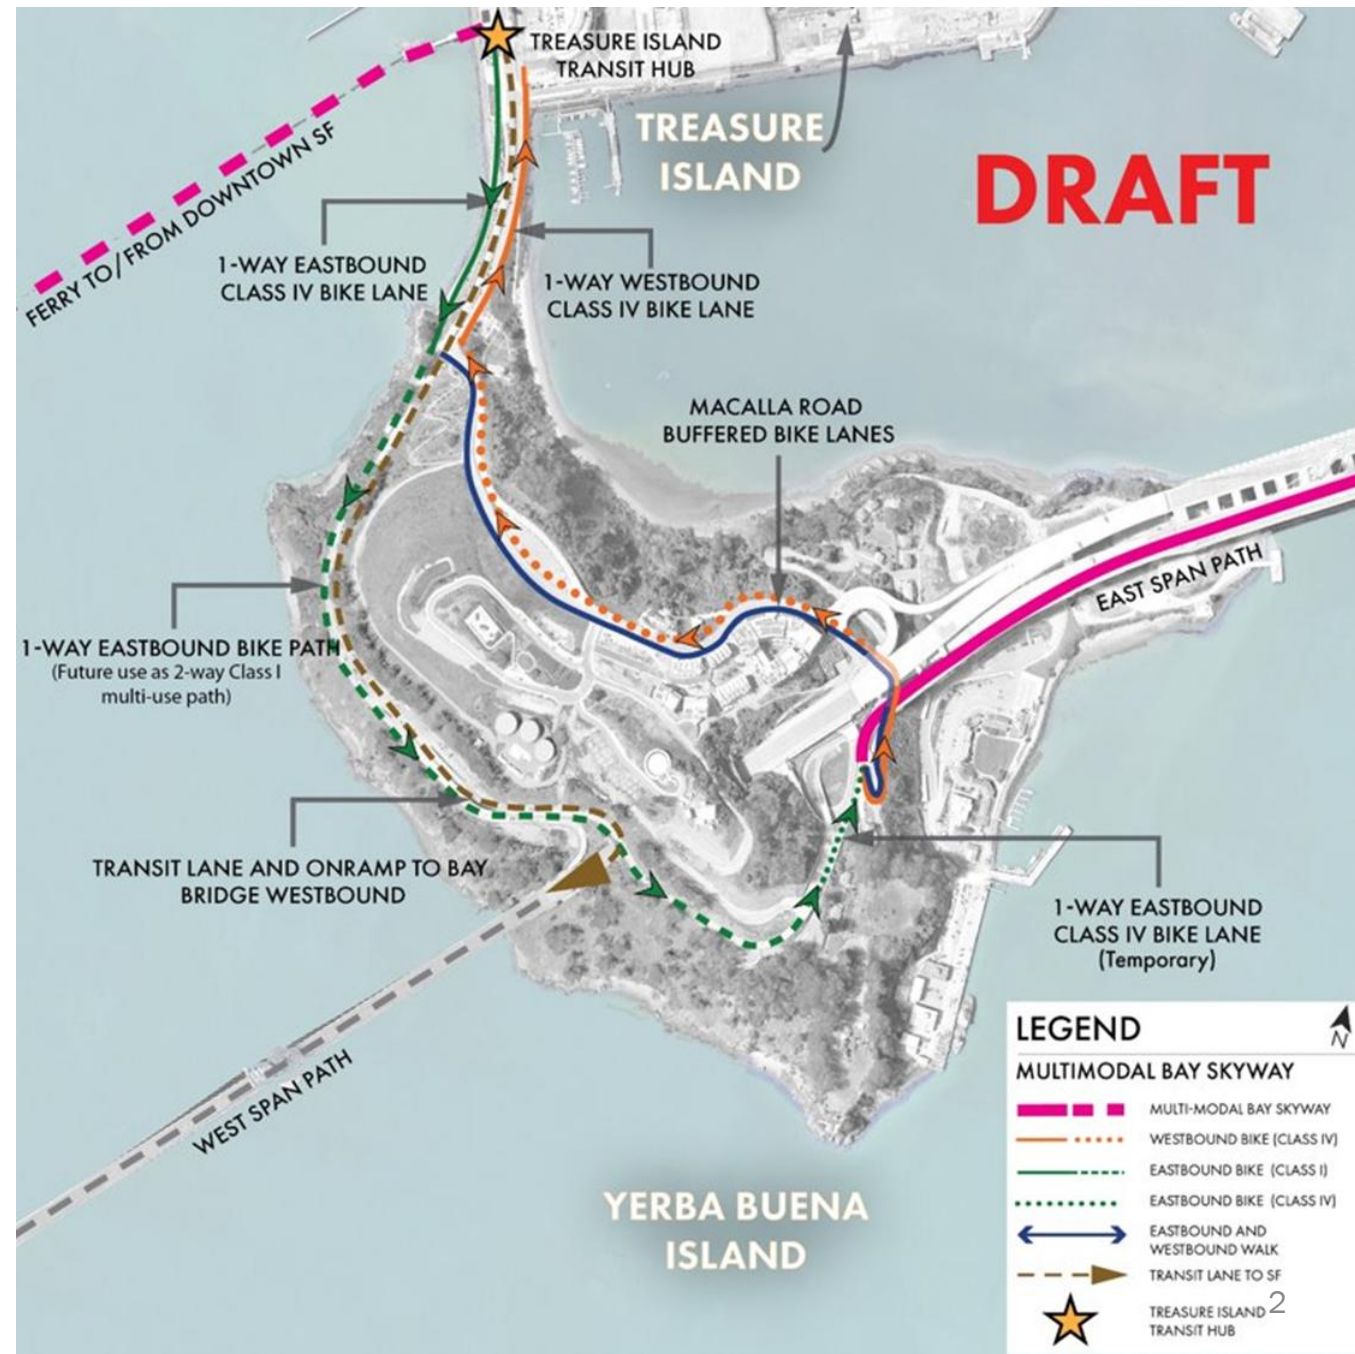 TREASURE ISLAND
TRANSIT HUB
TREASURE
ISLAND
DRAFT
FERRY TO/FROM DOWNTOWN SF
1-WAY EASTBOUND
CLASS IV BIKE LANE
1-WAY WESTBOUND
CLASS IV BIKE LANE
MACALLA ROAD
BUFFERED BIKE LANES
EAST SPAN PATH
1-WAY EASTBOUND BIKE PATH
(Future use as 2-way Class I
multi-use path)
TRANSIT LANE AND ONRAMP TO BAY
BRIDGE WESTBOUND
1-WAY EASTBOUND
CLASS IV BIKE LANE
(Temporary)
WEST SPAN PATH
YERBA BUENA
ISLAND
LEGEND
N
MULTIMODAL BAY SKYWAY
MULTI-MODAL BAY SKYWAY
WESTBOUND BIKE (CLASS IV)
EASTBOUND BIKE (CLASS I)
EASTBOUND BIKE (CLASS IV)
EASTBOUND AND
WESTBOUND WALK
TRANSIT LANE TO SF
TREASURE ISLAND
TRANSIT HUB
2